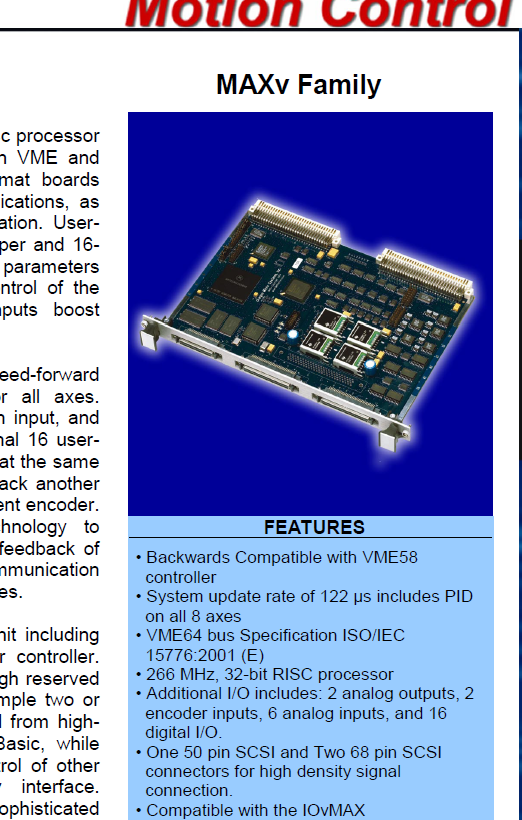 Motion Control
MAXv Family
c processor
n VME and
mat boards
ications, as
ation. User-
per and 16-
parameters
ntrol of the
puts boost
eed-forward
or all axes.
n input, and
nal 16 user-
at the same
ack another
ent encoder.
hnology to
feedback of
mmunication
es.
nit including
r controller.
gh reserved
mple two or
d from high-
Basic, while
trol of other
y interface.
ophisticated
FEATURES
• Backwards Compatible with VME58
controller
• System update rate of 122 µs includes PID
on all 8 axes
• VME64 bus Specification ISO/IEC
15776:2001 (E)
• 266 MHz, 32-bit RISC processor
• Additional I/O includes: 2 analog outputs, 2
encoder inputs, 6 analog inputs, and 16
digital I/O.
• One 50 pin SCSI and Two 68 pin SCSI
connectors for high density signal
connection.
• Compatible with the IOvMAX